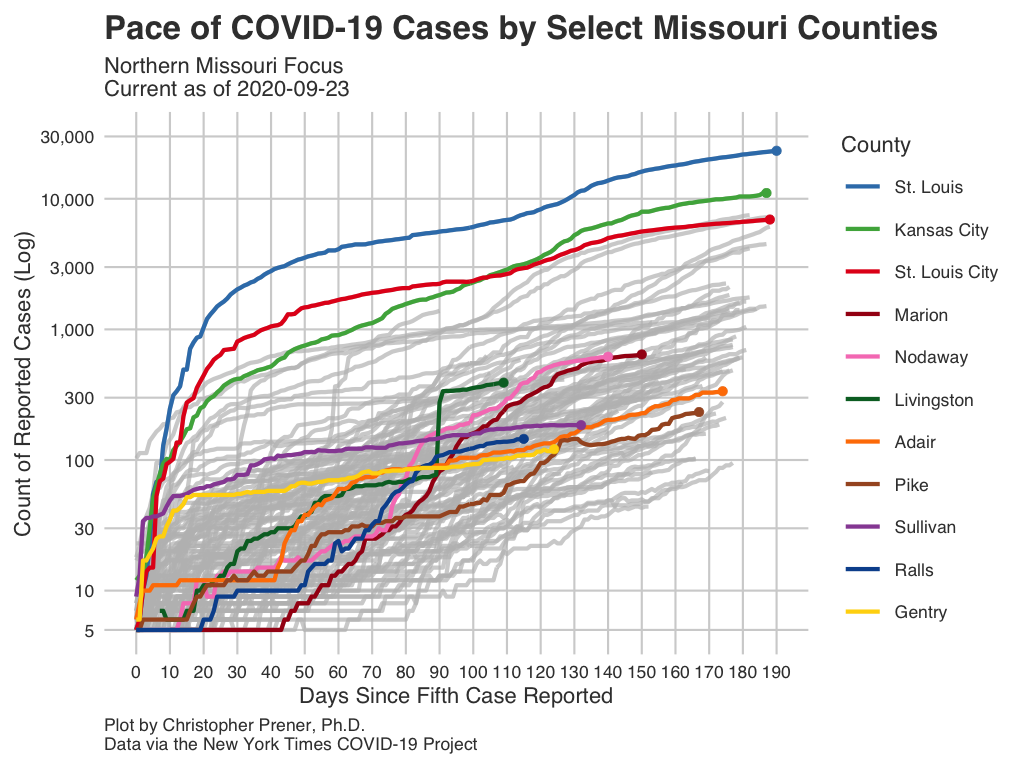 Pace of COVID-19 Cases by Select Missouri Counties
Northern Missouri Focus
Current as of 2020-09-23
Count of Reported Cases (Log)
30,000
10,000
3,000
1,000
300
100
30
10
5
0 10 20 30 40 50 60 70 80 90 100 110 120 130 140 150 160 170 180 190
Days Since Fifth Case Reported
County
St. Louis
Kansas City
St. Louis City
Marion
Nodaway
Livingston
Adair
Pike
Sullivan
Ralls
Gentry
Plot by Christopher Prener, Ph.D.
Data via the New York Times COVID-19 Project